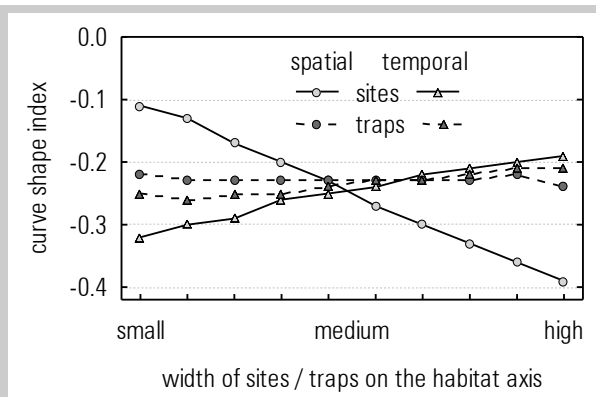 0.0
-0.1
-0.2
-0.3
-0.4
curve shape index
spatial temporal
sites
traps
small medium high
width of sites / traps on the habitat axis